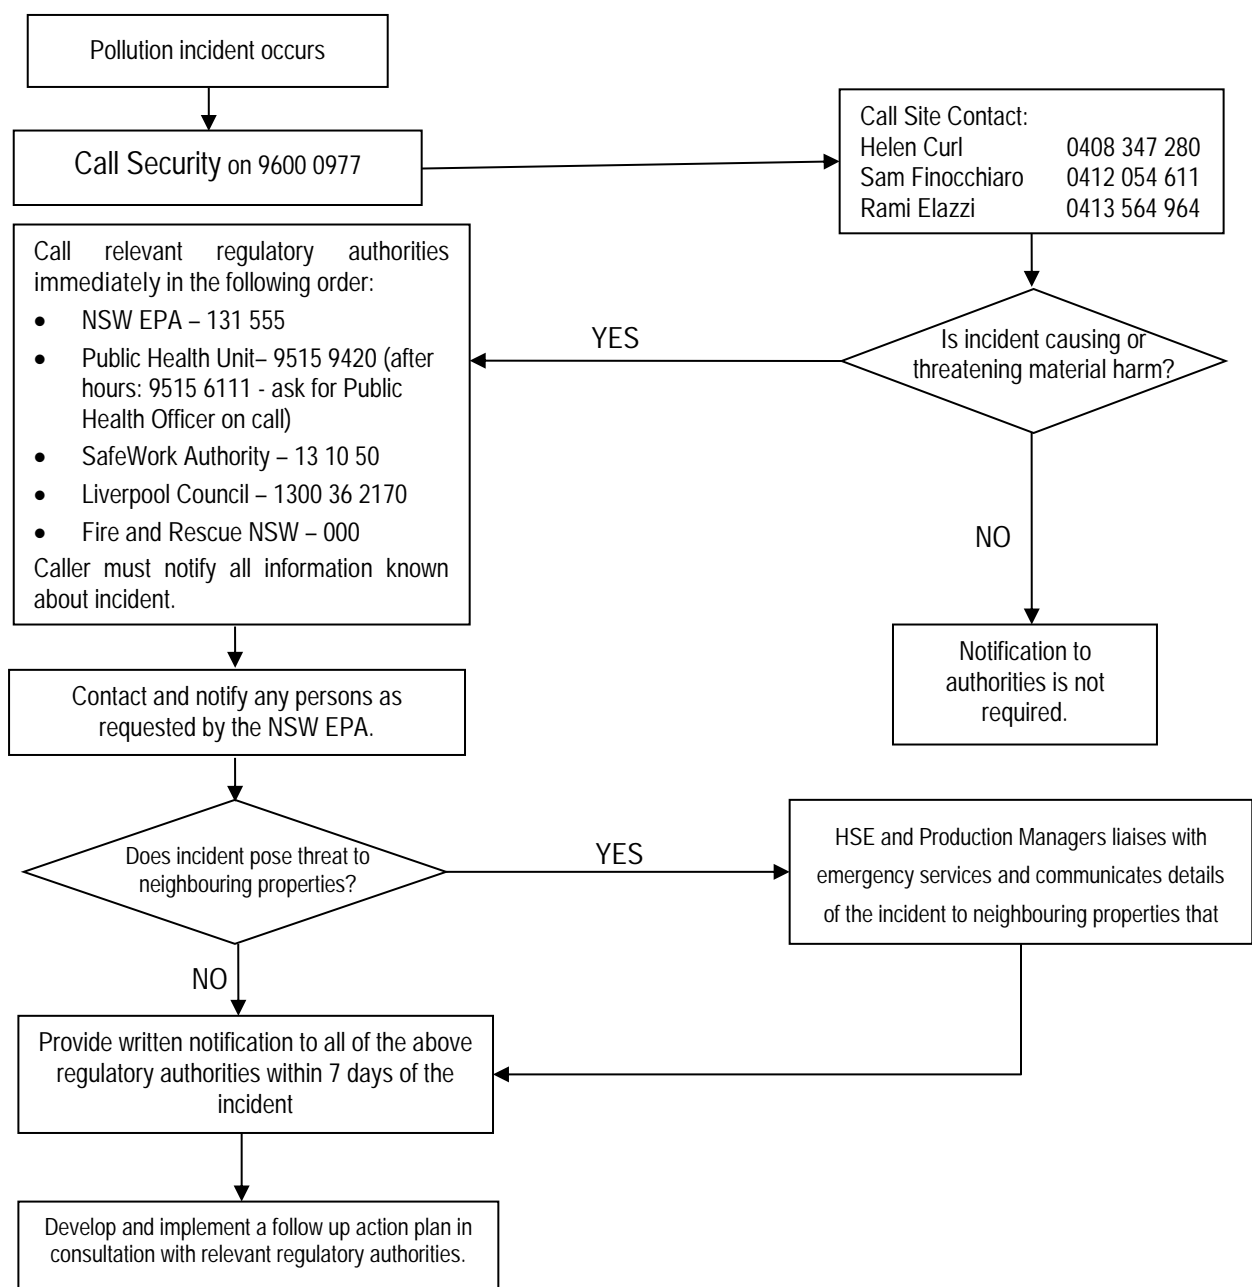 Pollution incident occurs
Call Security on 9600 0977
Call Site Contact:
Helen Curl 0408 347 280
Sam Finocchiaro 0412 054 611
Rami Elazzi 0413 564 964
Is incident causing or
threatening material harm?
YES
NO
Call relevant regulatory authorities
immediately in the following order:
• NSW EPA – 131 555
• Public Health Unit– 9515 9420 (after
hours: 9515 6111 - ask for Public
Health Officer on call)
• SafeWork Authority – 13 10 50
• Liverpool Council – 1300 36 2170
• Fire and Rescue NSW – 000
Caller must notify all information known
about incident.
Notification to
authorities is not
required.
Contact and notify any persons as
requested by the NSW EPA.
Does incident pose threat to
neighbouring properties?
YES
NO
HSE and Production Managers liaises with
emergency services and communicates details
of the incident to neighbouring properties that
Provide written notification to all of the above
regulatory authorities within 7 days of the
incident
Develop and implement a follow up action plan in
consultation with relevant regulatory authorities.